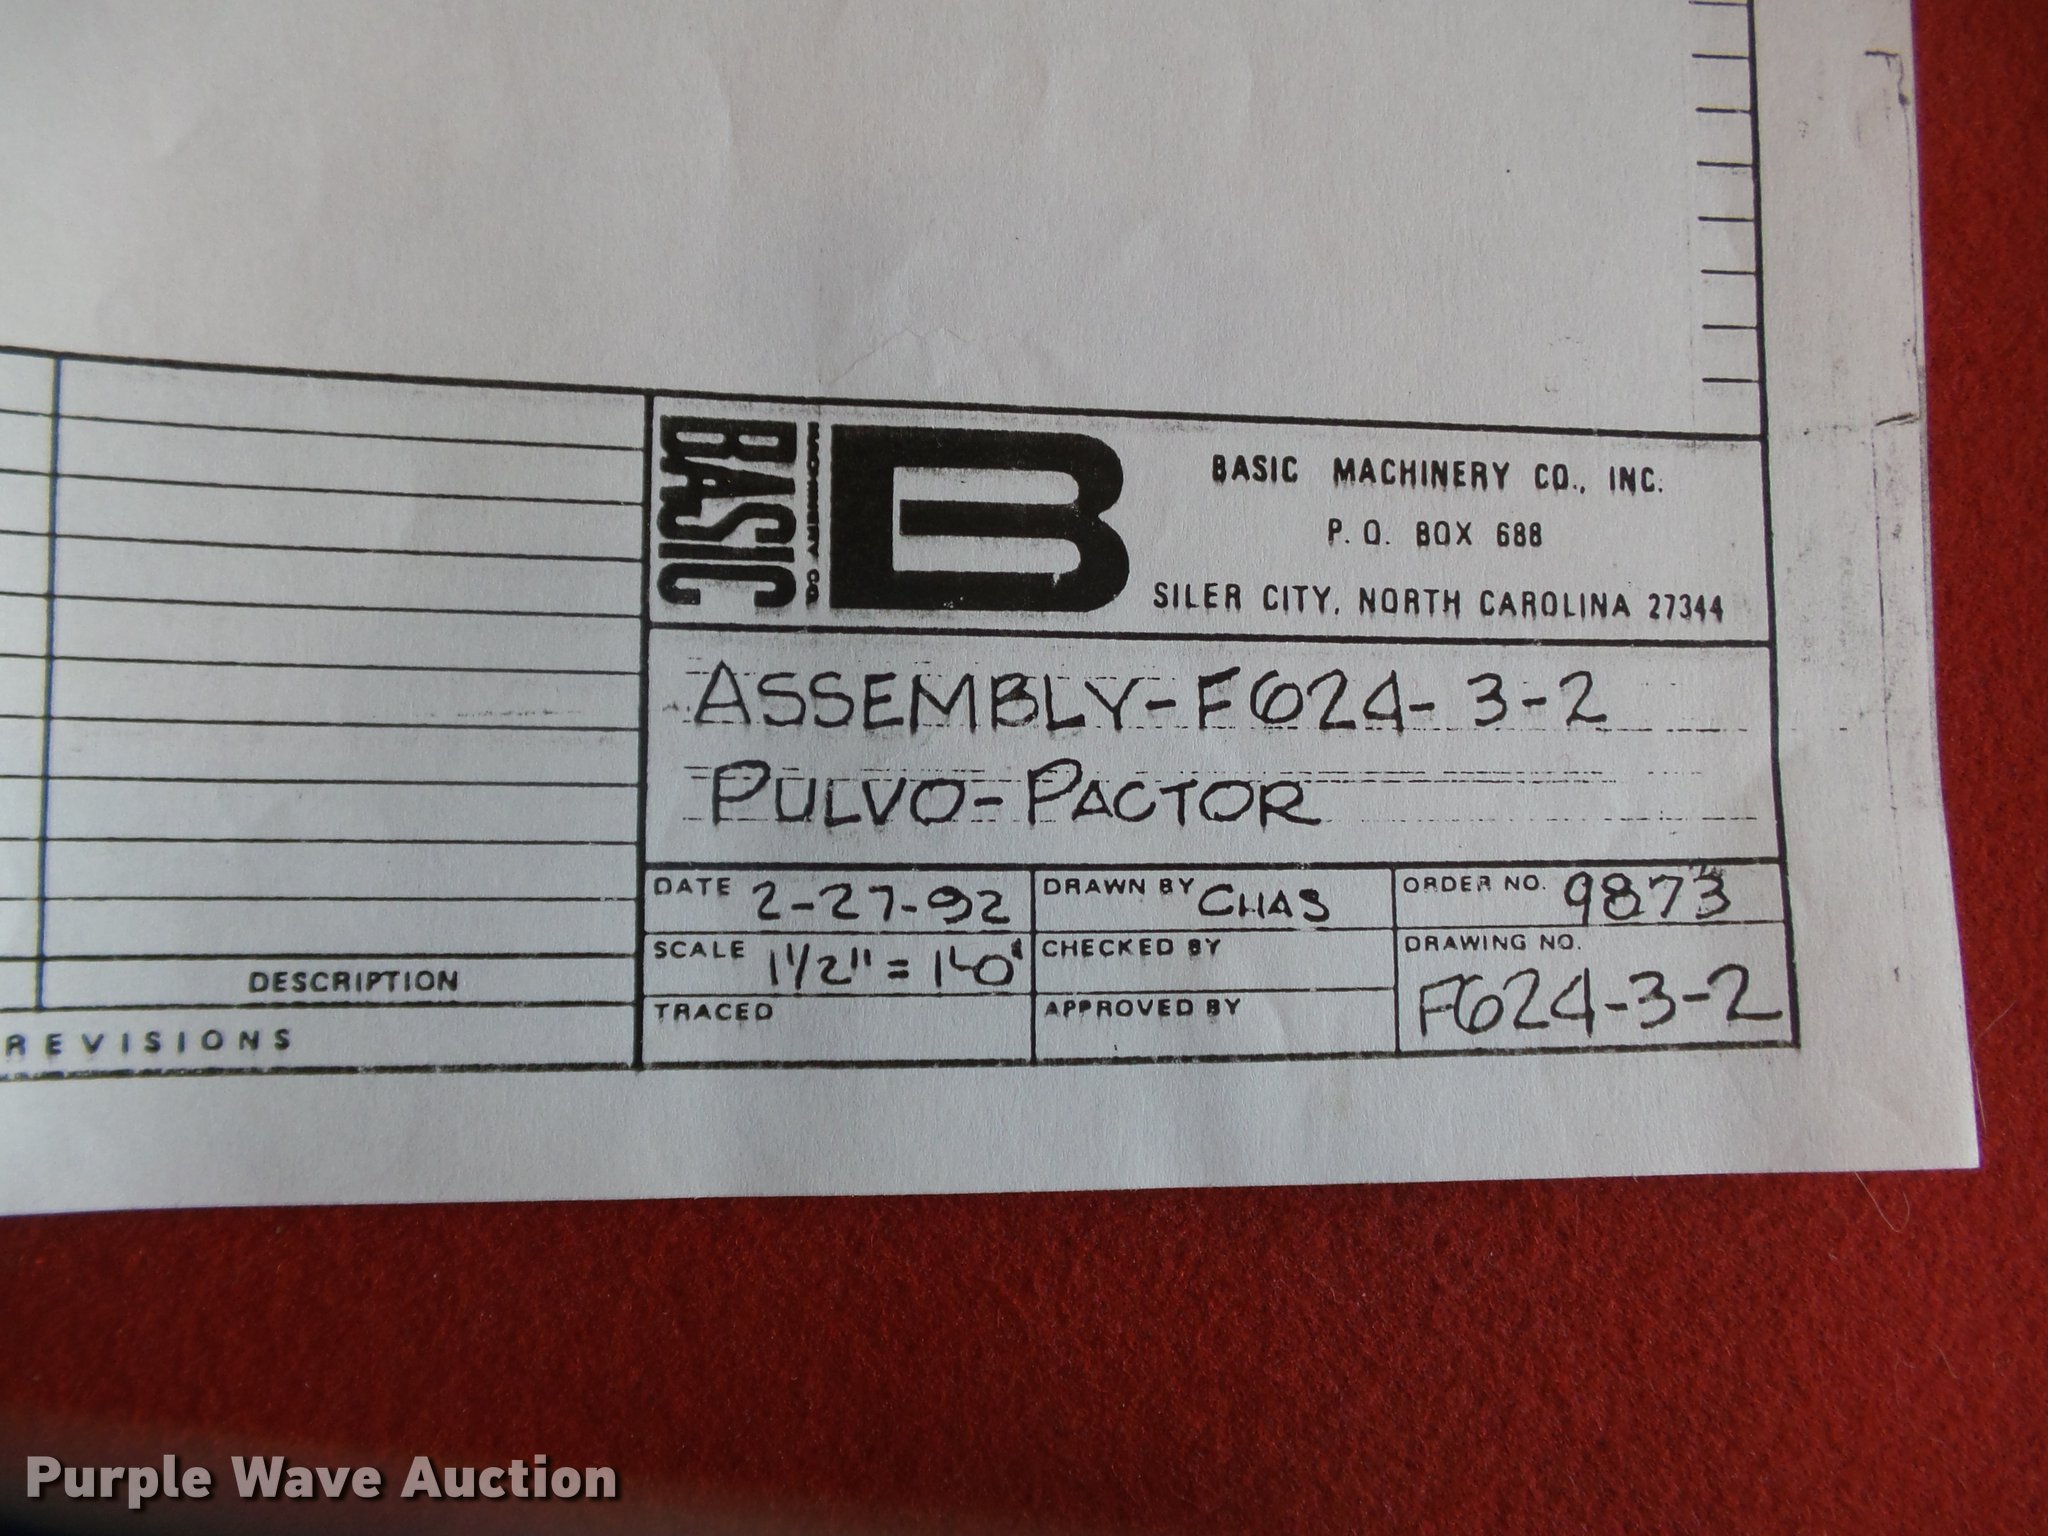 BASIC
MACHINERY CO
B
BASIC MACHINERY CO., INC.
P. O. BOX 688
SILER CITY, NORTH CAROLINA 27344
ASSEMBLY-F624-3-2
PULVO-PACTOR
DATE 2-27-92
DRAWN BY CHAS
ORDER NO. 9873
SCALE 1 1/2" = 1'-0"
CHECKED BY
DRAWING NO.
F624-3-2
TRACED
APPROVED BY
DESCRIPTION
REVISIONS
Purple Wave Auction